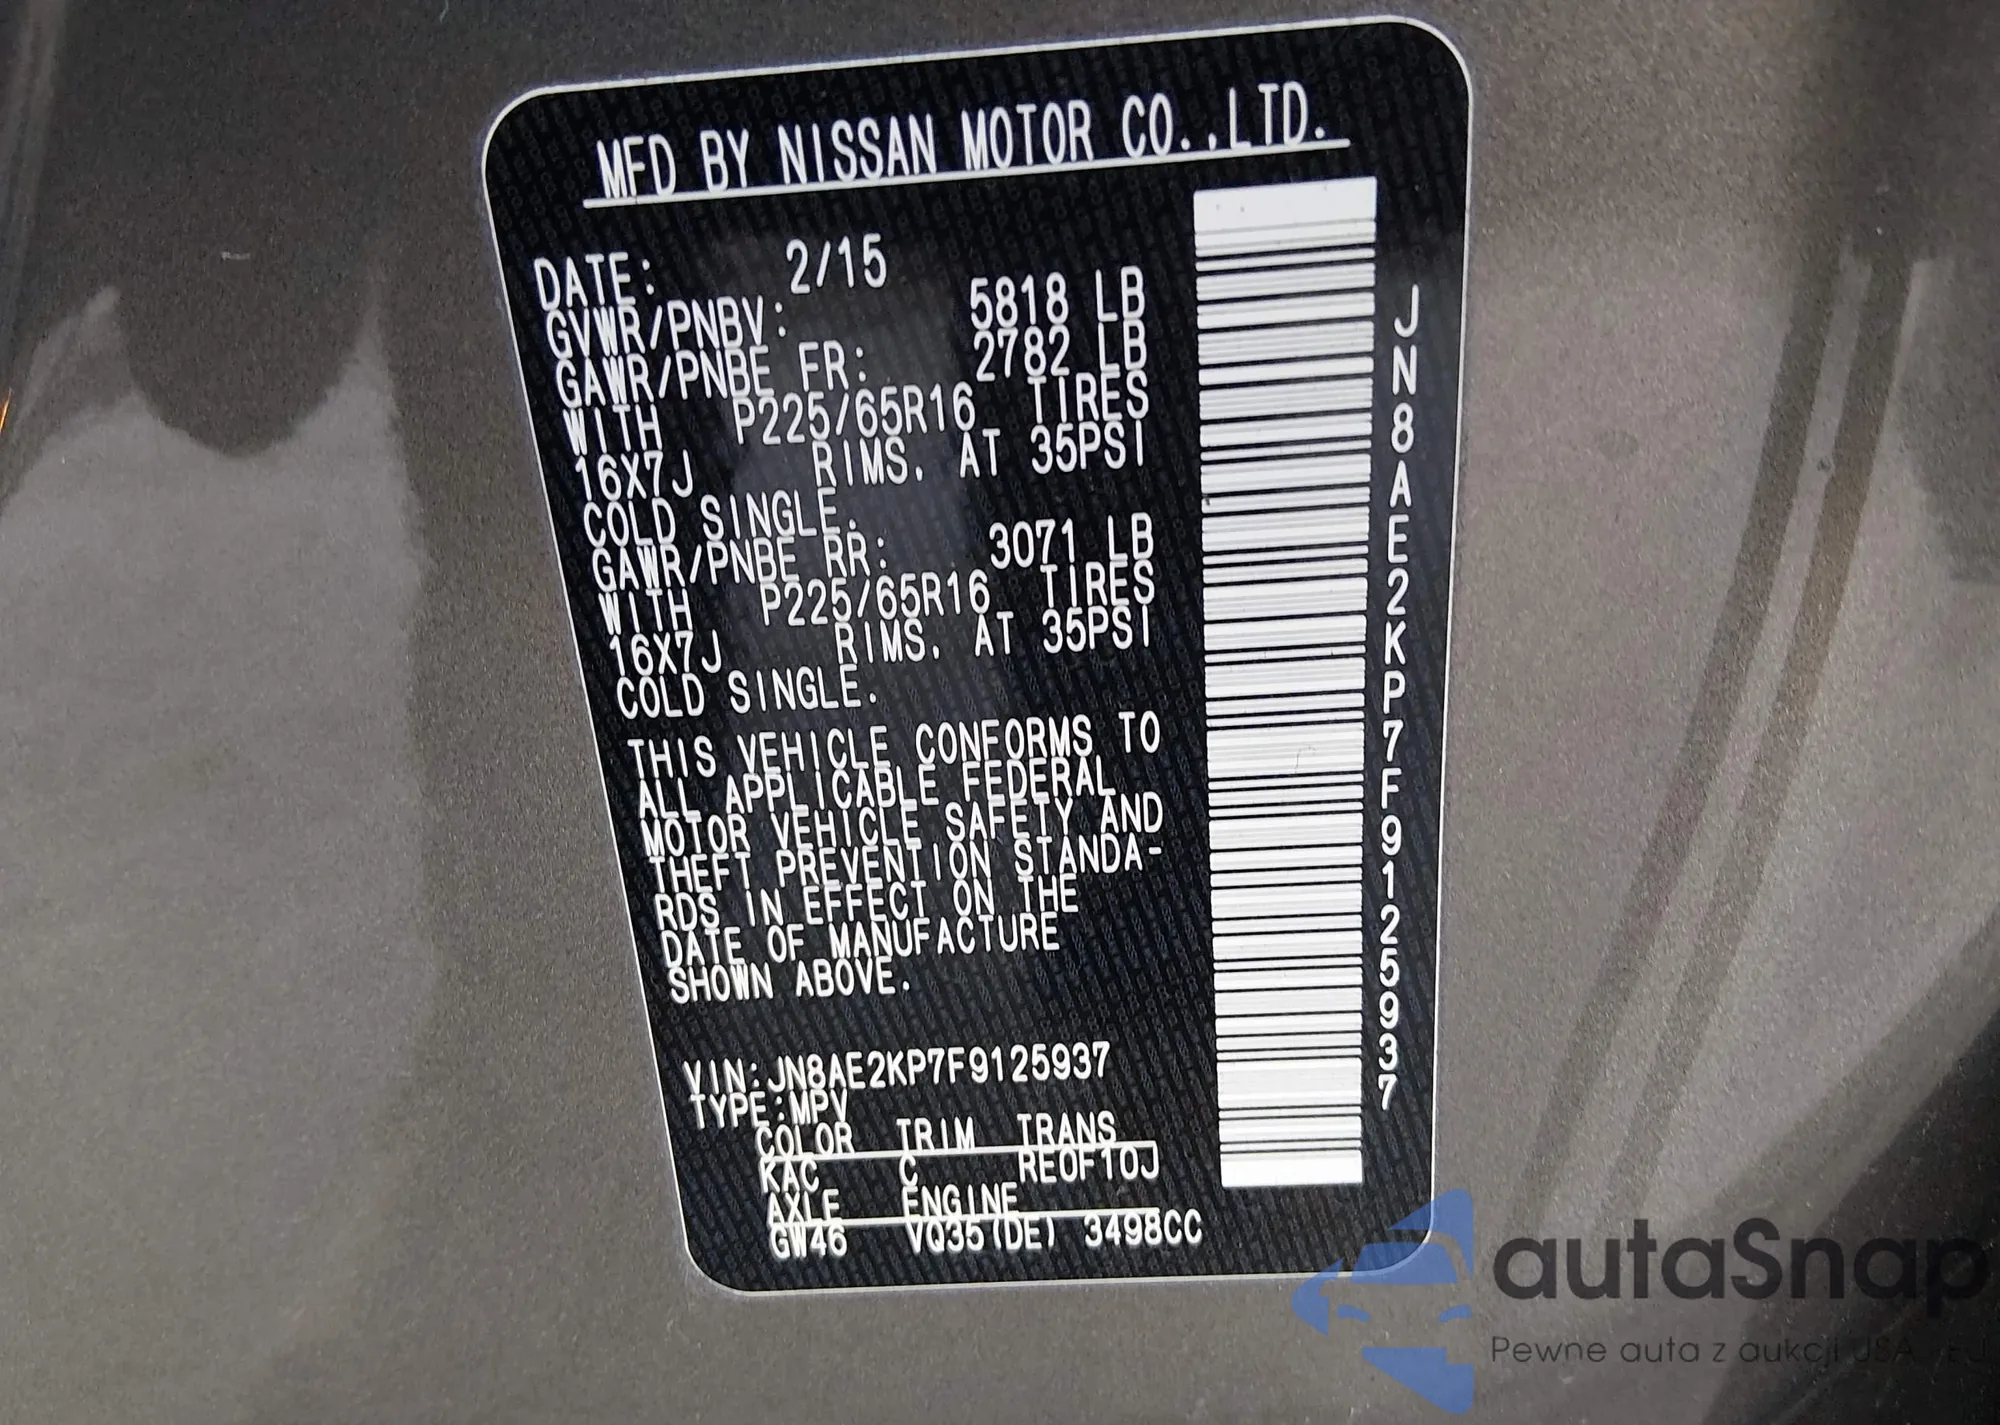 MFD BY NISSAN MOTOR CO.,LTD.
DATE: 2/15
GVWR/PNBV: 5818 LB
GAWR/PNBE FR: 2782 LB
WITH P225/65R16 TIRES
16X7J RIMS. AT 35PSI
COLD SINGLE.
GAWR/PNBE RR: 3071 LB
WITH P225/65R16 TIRES
16X7J RIMS. AT 35PSI
COLD SINGLE.
THIS VEHICLE CONFORMS TO
ALL APPLICABLE FEDERAL
MOTOR VEHICLE SAFETY AND
THEFT PREVENTION STANDA-
RDS IN EFFECT ON THE
DATE OF MANUFACTURE
SHOWN ABOVE.
VIN:JN8AE2KP7F9125937
TYPE:MPV
COLOR TRIM TRANS
KAC C RE0F10J
AXLE ENGINE
GW46 VQ35(DE) 3498CC
JN8AE2KP7F9125937
autaSnap
Pewne auta z aukcji USA i EU